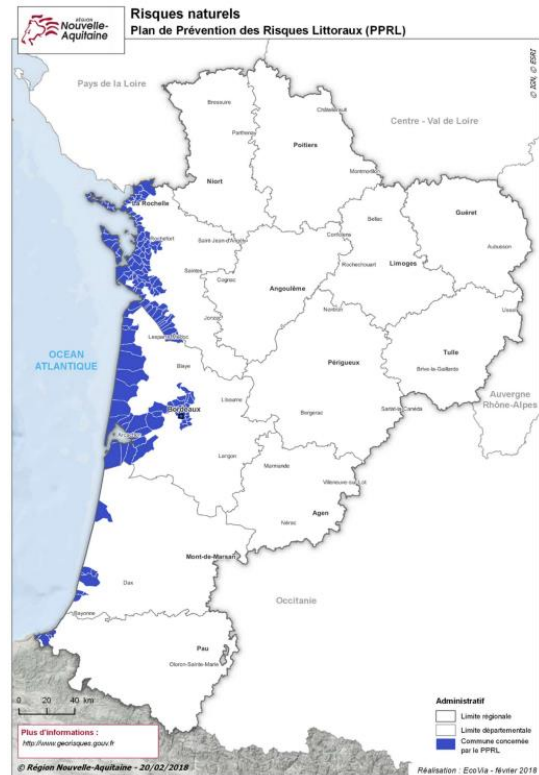 RÉGION
Nouvelle-
Aquitaine
Risques naturels
Plan de Prévention des Risques Littoraux (PPRL)
© IGN, © ESRI
Pays de la Loire
Bressuire
Châtellerault
Parthenay
Centre - Val de Loire
Poitiers
Montmorillon
Niort
La Rochelle
Bellac
Guéret
Rochefort
Saint-Jean-d'Angély
Confolens
Aubusson
Saintes
Cognac
Rochechouart
Limoges
Angoulême
Jonzac
Nontron
Ussel
Lesparre-Médoc
Tulle
OCEAN
ATLANTIQUE
Blaye
Périgueux
Brive-la-Gaillarde
Libourne
Auvergne
Rhône-Alpes
Bordeaux
Bergerac
Sarlat-la-Canéda
Arcachon
Langon
Marmande
Villeneuve-sur-Lot
Agen
Nérac
Mont-de-Marsan
Dax
Occitanie
Bayonne
Pau
Oloron-Sainte-Marie
0 20 40 km
Administratif
Limite régionale
Limite départementale
Commune concernée
par le PPRL
Plus d'informations :
http://www.georisques.gouv.fr
© Région Nouvelle-Aquitaine - 20/02/2018
Réalisation : EcoVia - février 2018